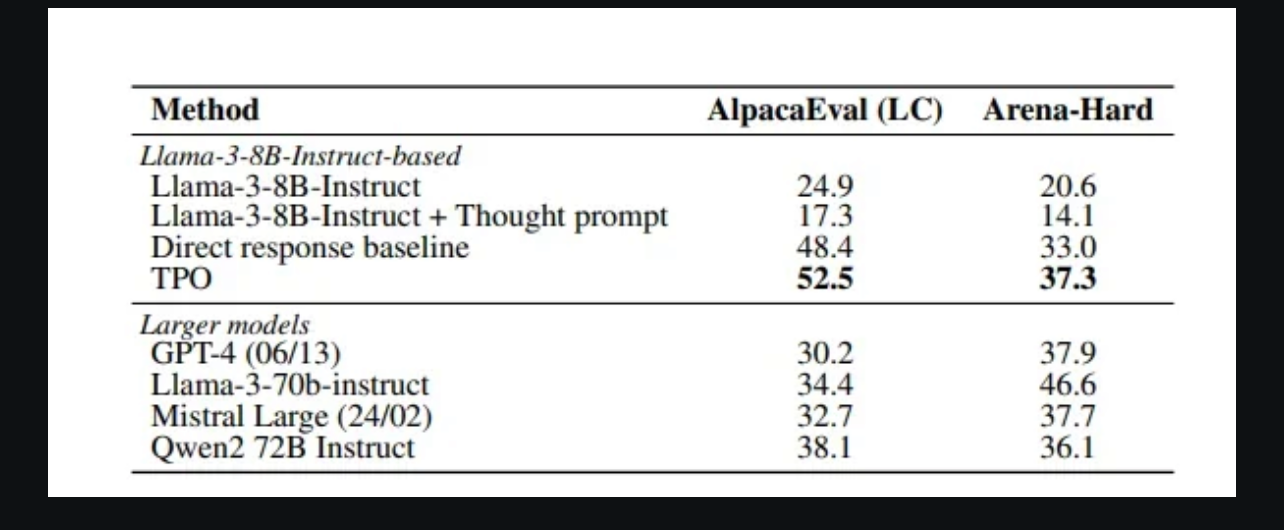 Method AlpacaEval (LC) Arena-Hard
Llama-3-8B-Instruct-based
Llama-3-8B-Instruct 24.9 20.6
Llama-3-8B-Instruct + Thought prompt 17.3 14.1
Direct response baseline 48.4 33.0
TPO 52.5 37.3
Larger models
GPT-4 (06/13) 30.2 37.9
Llama-3-70b-instruct 34.4 46.6
Mistral Large (24/02) 32.7 37.7
Qwen2 72B Instruct 38.1 36.1